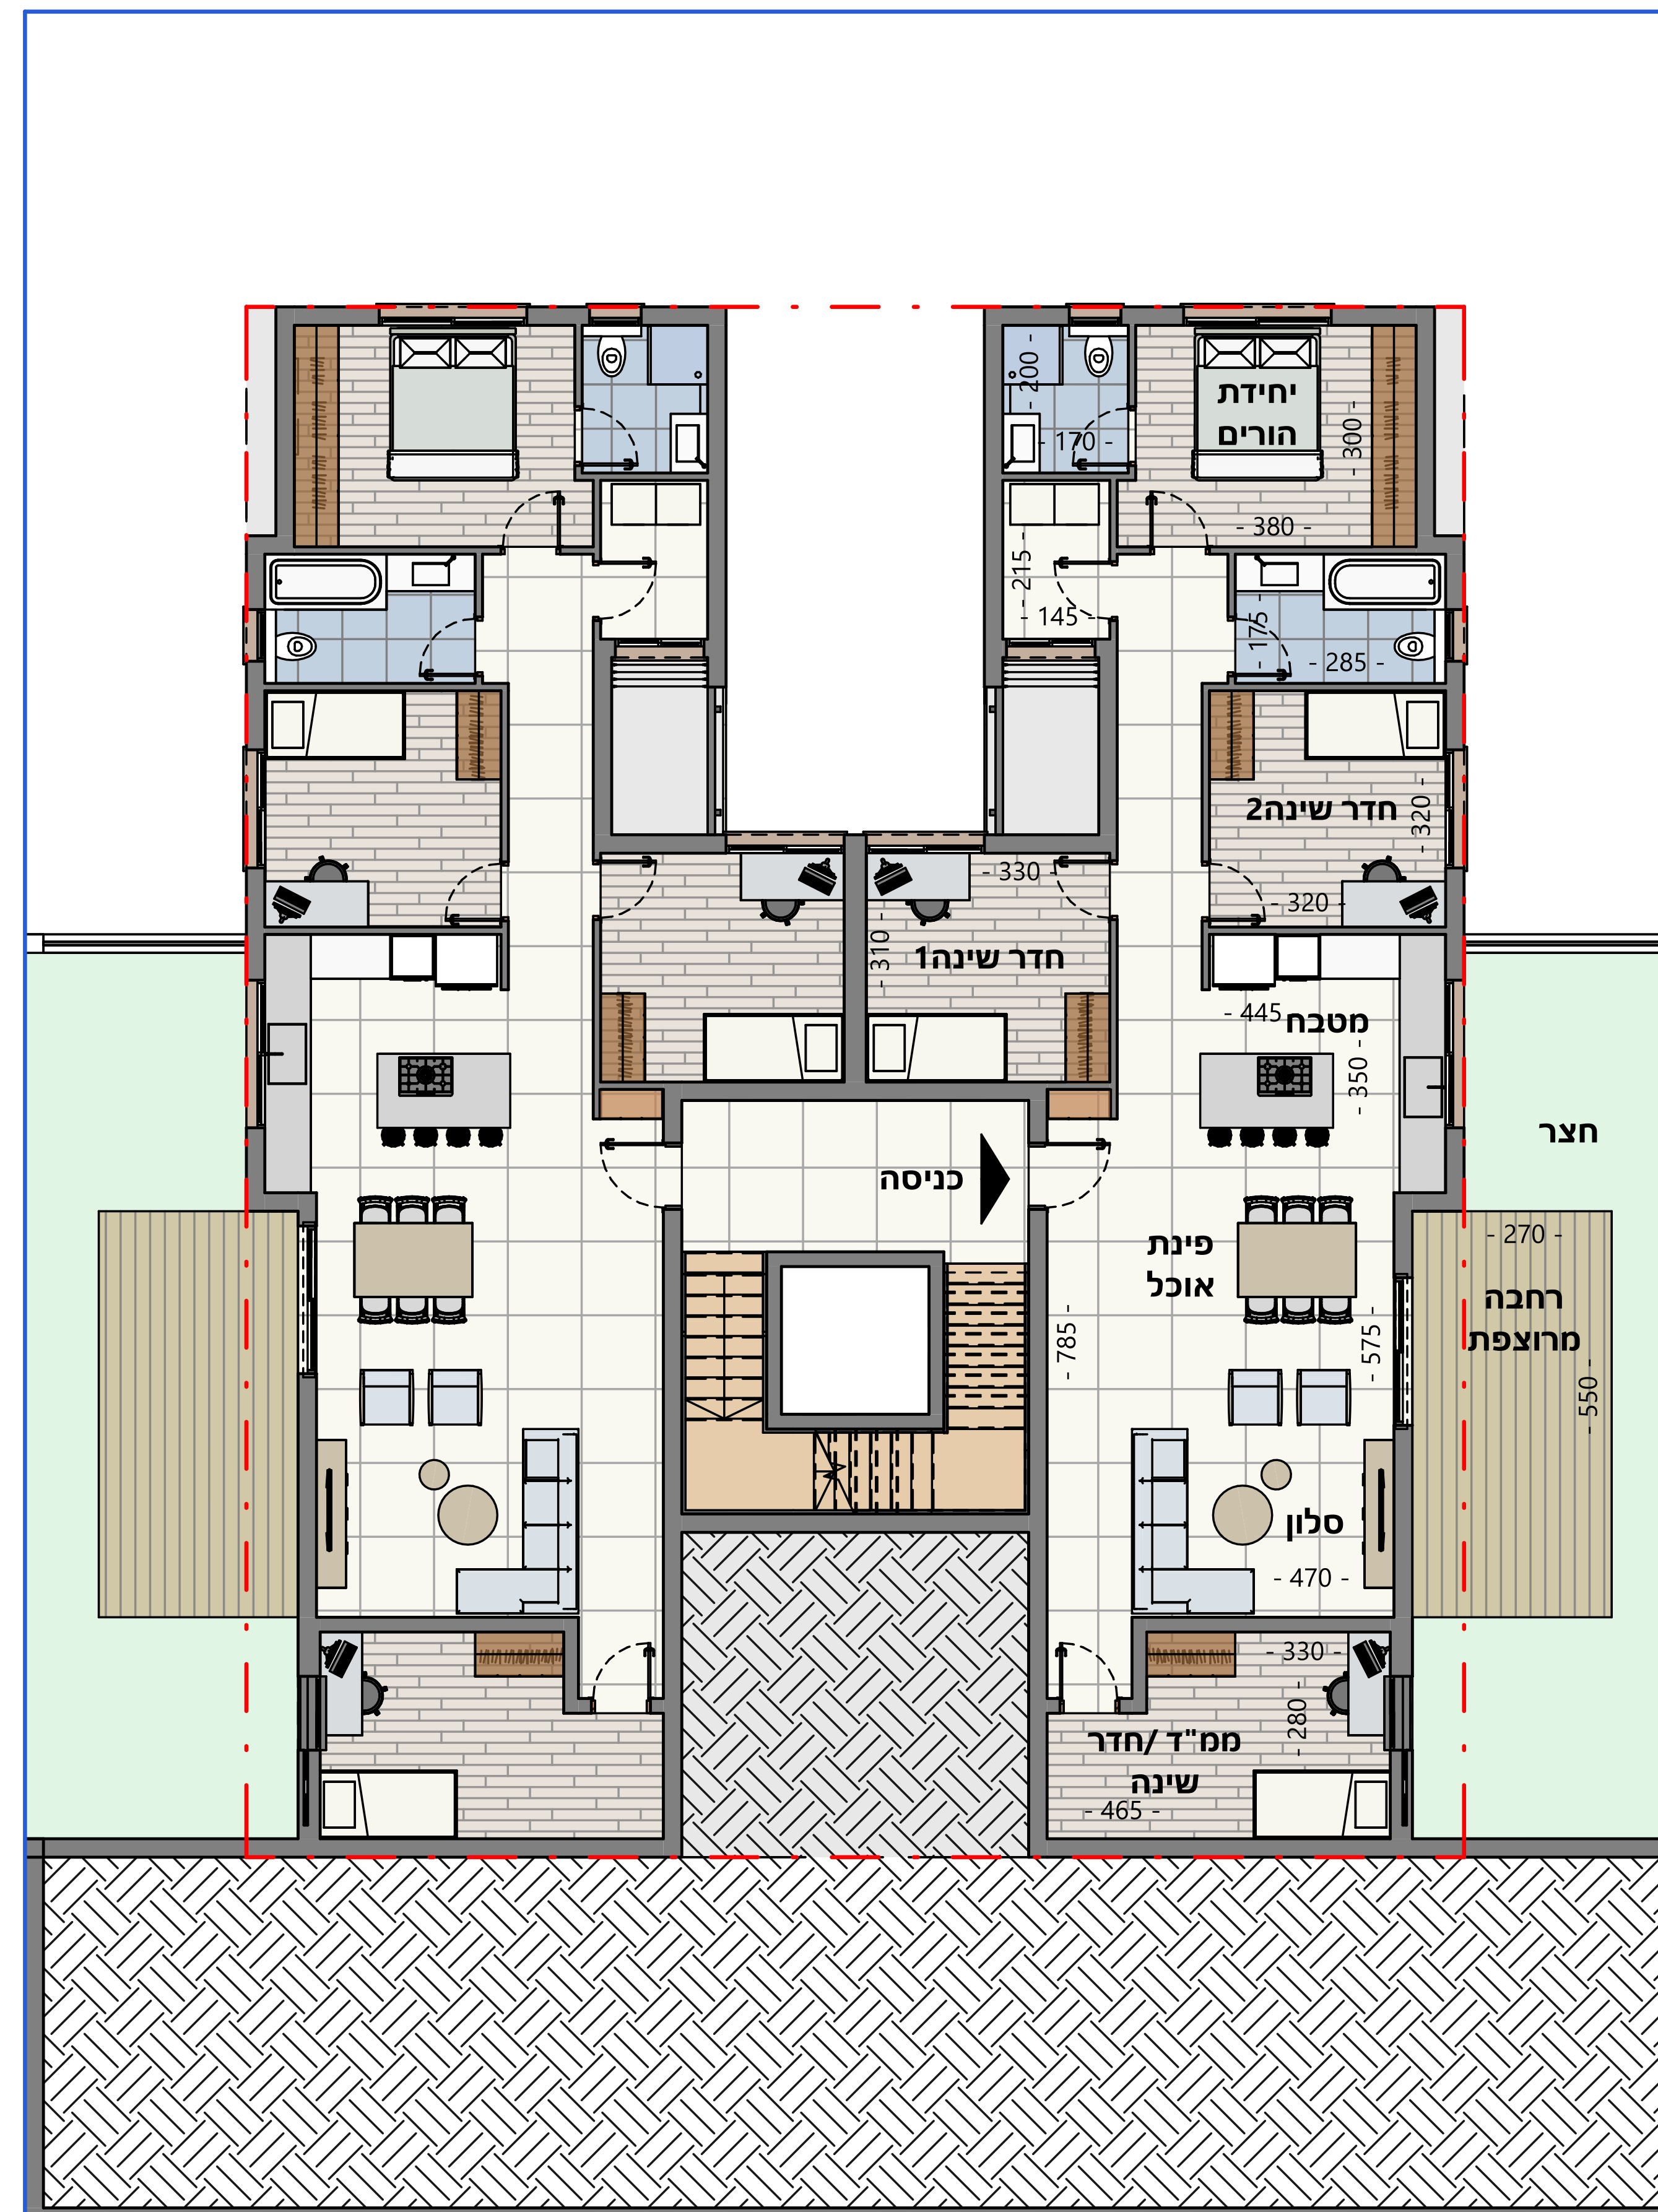 - 200 -
- 170 -
יחידת
הורים
- 300 -
- 380 -
- 215 -
- 145 -
- 175 -
- 285 -
חדר שינה2
- 320 -
- 320 -
- 330 -
- 310 -
חדר שינה1
- 445
מטבח
- 350 -
חצר
כניסה
פינת
אוכל
- 270 -
רחבה
מרוצפת
- 785 -
- 575 -
- 550 -
סלון
- 470 -
- 330 -
- 280 -
ממ"ד /חדר
שינה
- 465 -